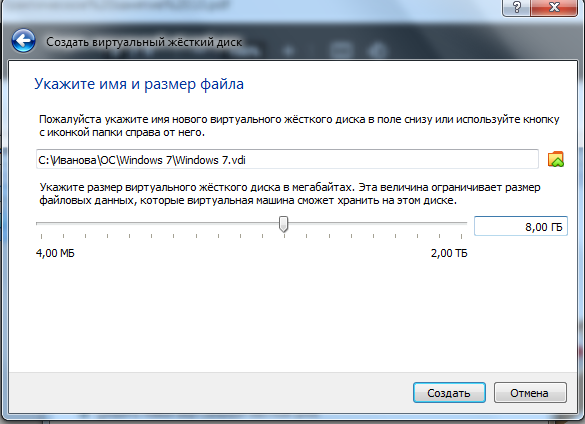 Создать виртуальный жёсткий диск
Укажите имя и размер файла
Пожалуйста укажите имя нового виртуального жёсткого диска в поле снизу или используйте кнопку
с иконкой папки справа от него.
C:\Иванова\ОС\Windows 7\Windows 7.vdi
Укажите размер виртуального жёсткого диска в мегабайтах. Эта величина ограничивает размер
файловых данных, которые виртуальная машина сможет хранить на этом диске.
8,00 ГБ
4,00 МБ 2,00 ТБ
Создать Отмена